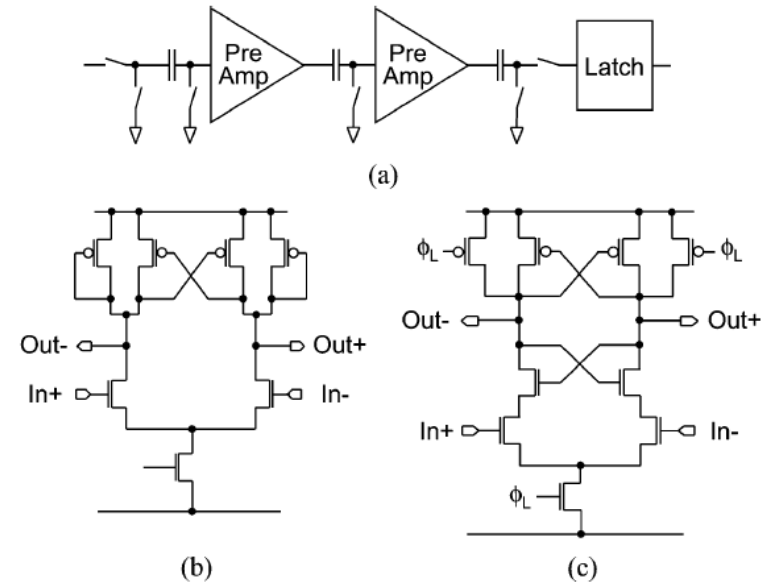 Pre
Amp
Pre
Amp
Latch
(a)
Out-
Out+
In+
In-
(b)
ϕL
ϕL
Out-
Out+
In+
In-
ϕL
(c)